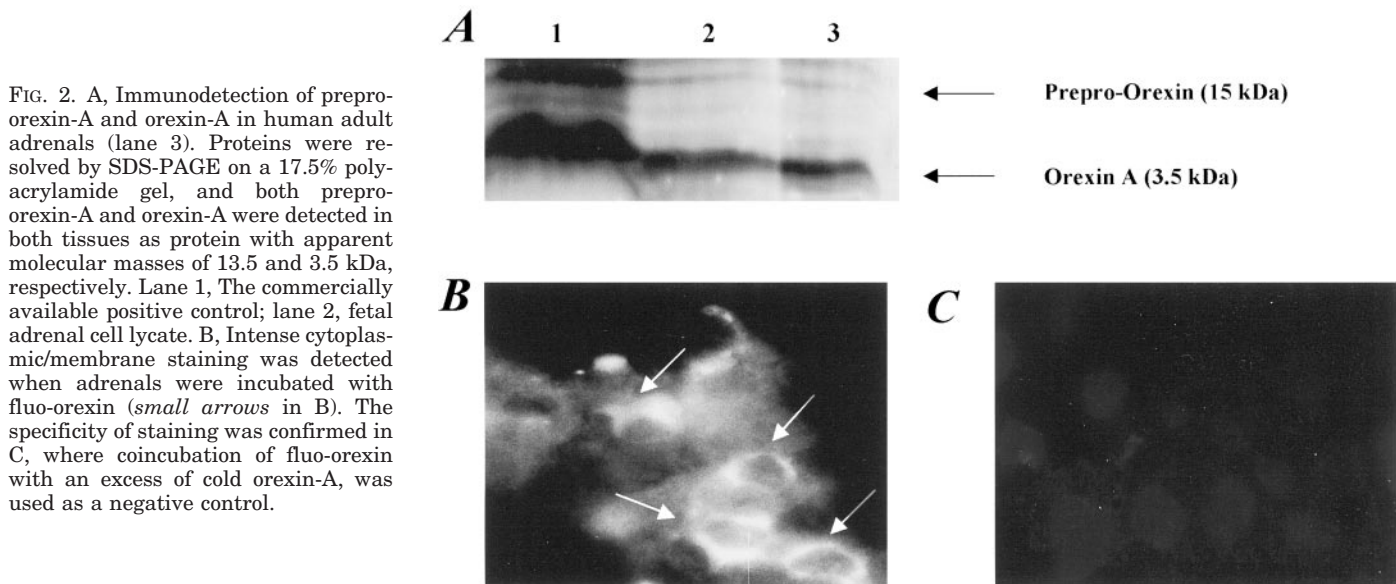 FIG. 2. A, Immunodetection of prepro-
orexin-A and orexin-A in human adult
adrenals (lane 3). Proteins were re-
solved by SDS-PAGE on a 17.5% poly-
acrylamide gel, and both prepro-
orexin-A and orexin-A were detected in
both tissues as protein with apparent
molecular masses of 13.5 and 3.5 kDa,
respectively. Lane 1, The commercially
available positive control; lane 2, fetal
adrenal cell lycate. B, Intense cytoplas-
mic/membrane staining was detected
when adrenals were incubated with
fluo-orexin (small arrows in B). The
specificity of staining was confirmed in
C, where coincubation of fluo-orexin
with an excess of cold orexin-A, was
used as a negative control.
A
1 2 3
Prepro-Orexin (15 kDa)
Orexin A (3.5 kDa)
B
C